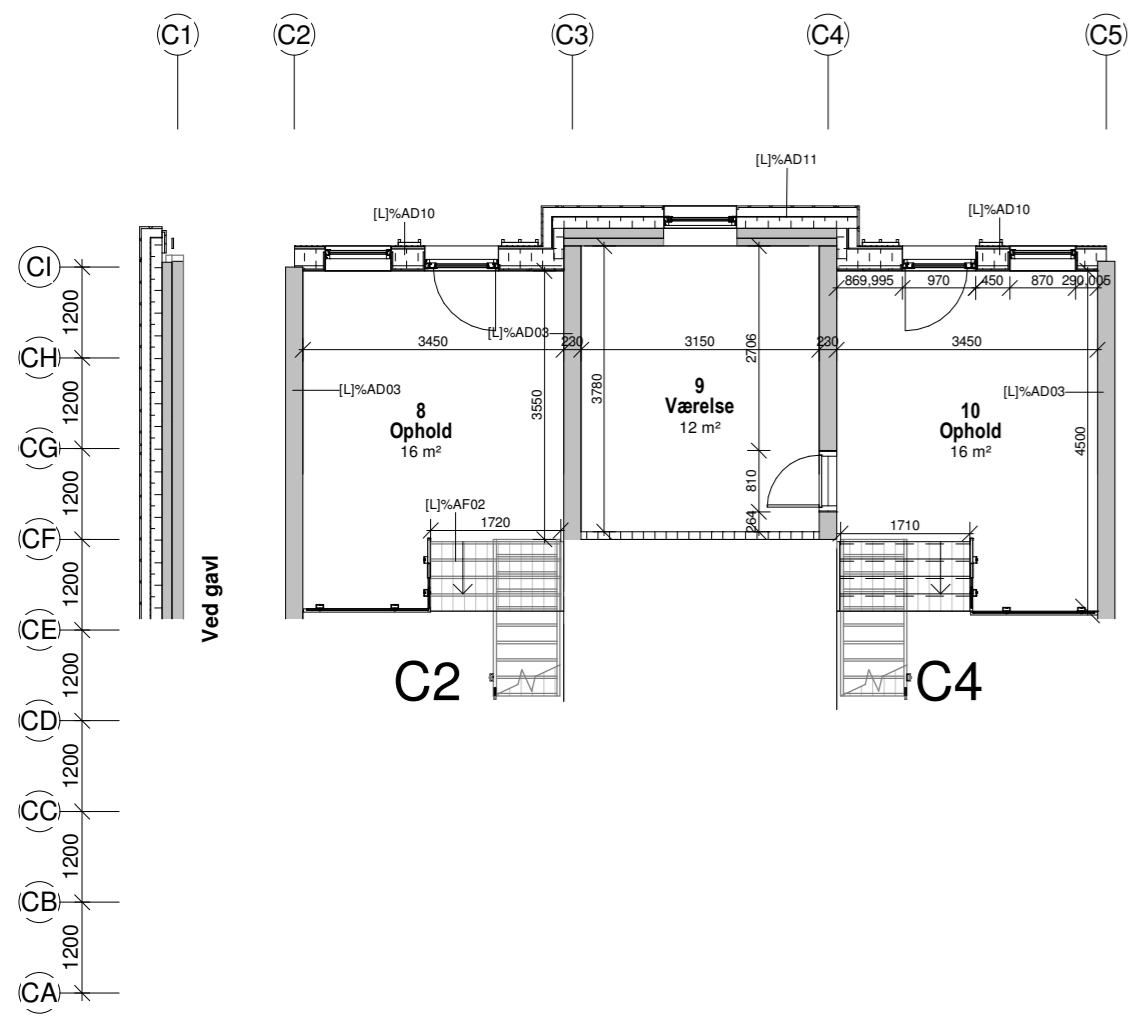 C1
C2
C3
C4
C5
[L]%AD11
[L]%AD10
[L]%AD10
CI
869,995
970
450
870
290,005
1200
[L]%AD03
CH
3450
230
3150
230
3450
2706
3780
3550
4500
[L]%AD03
[L]%AD03
1200
8
Ophold
16 m²
9
Værelse
12 m²
10
Ophold
16 m²
CG
1200
810
264
[L]%AF02
1720
1710
CF
1200
Ved gavl
CE
1200
C2
C4
CD
1200
CC
1200
CB
1200
CA